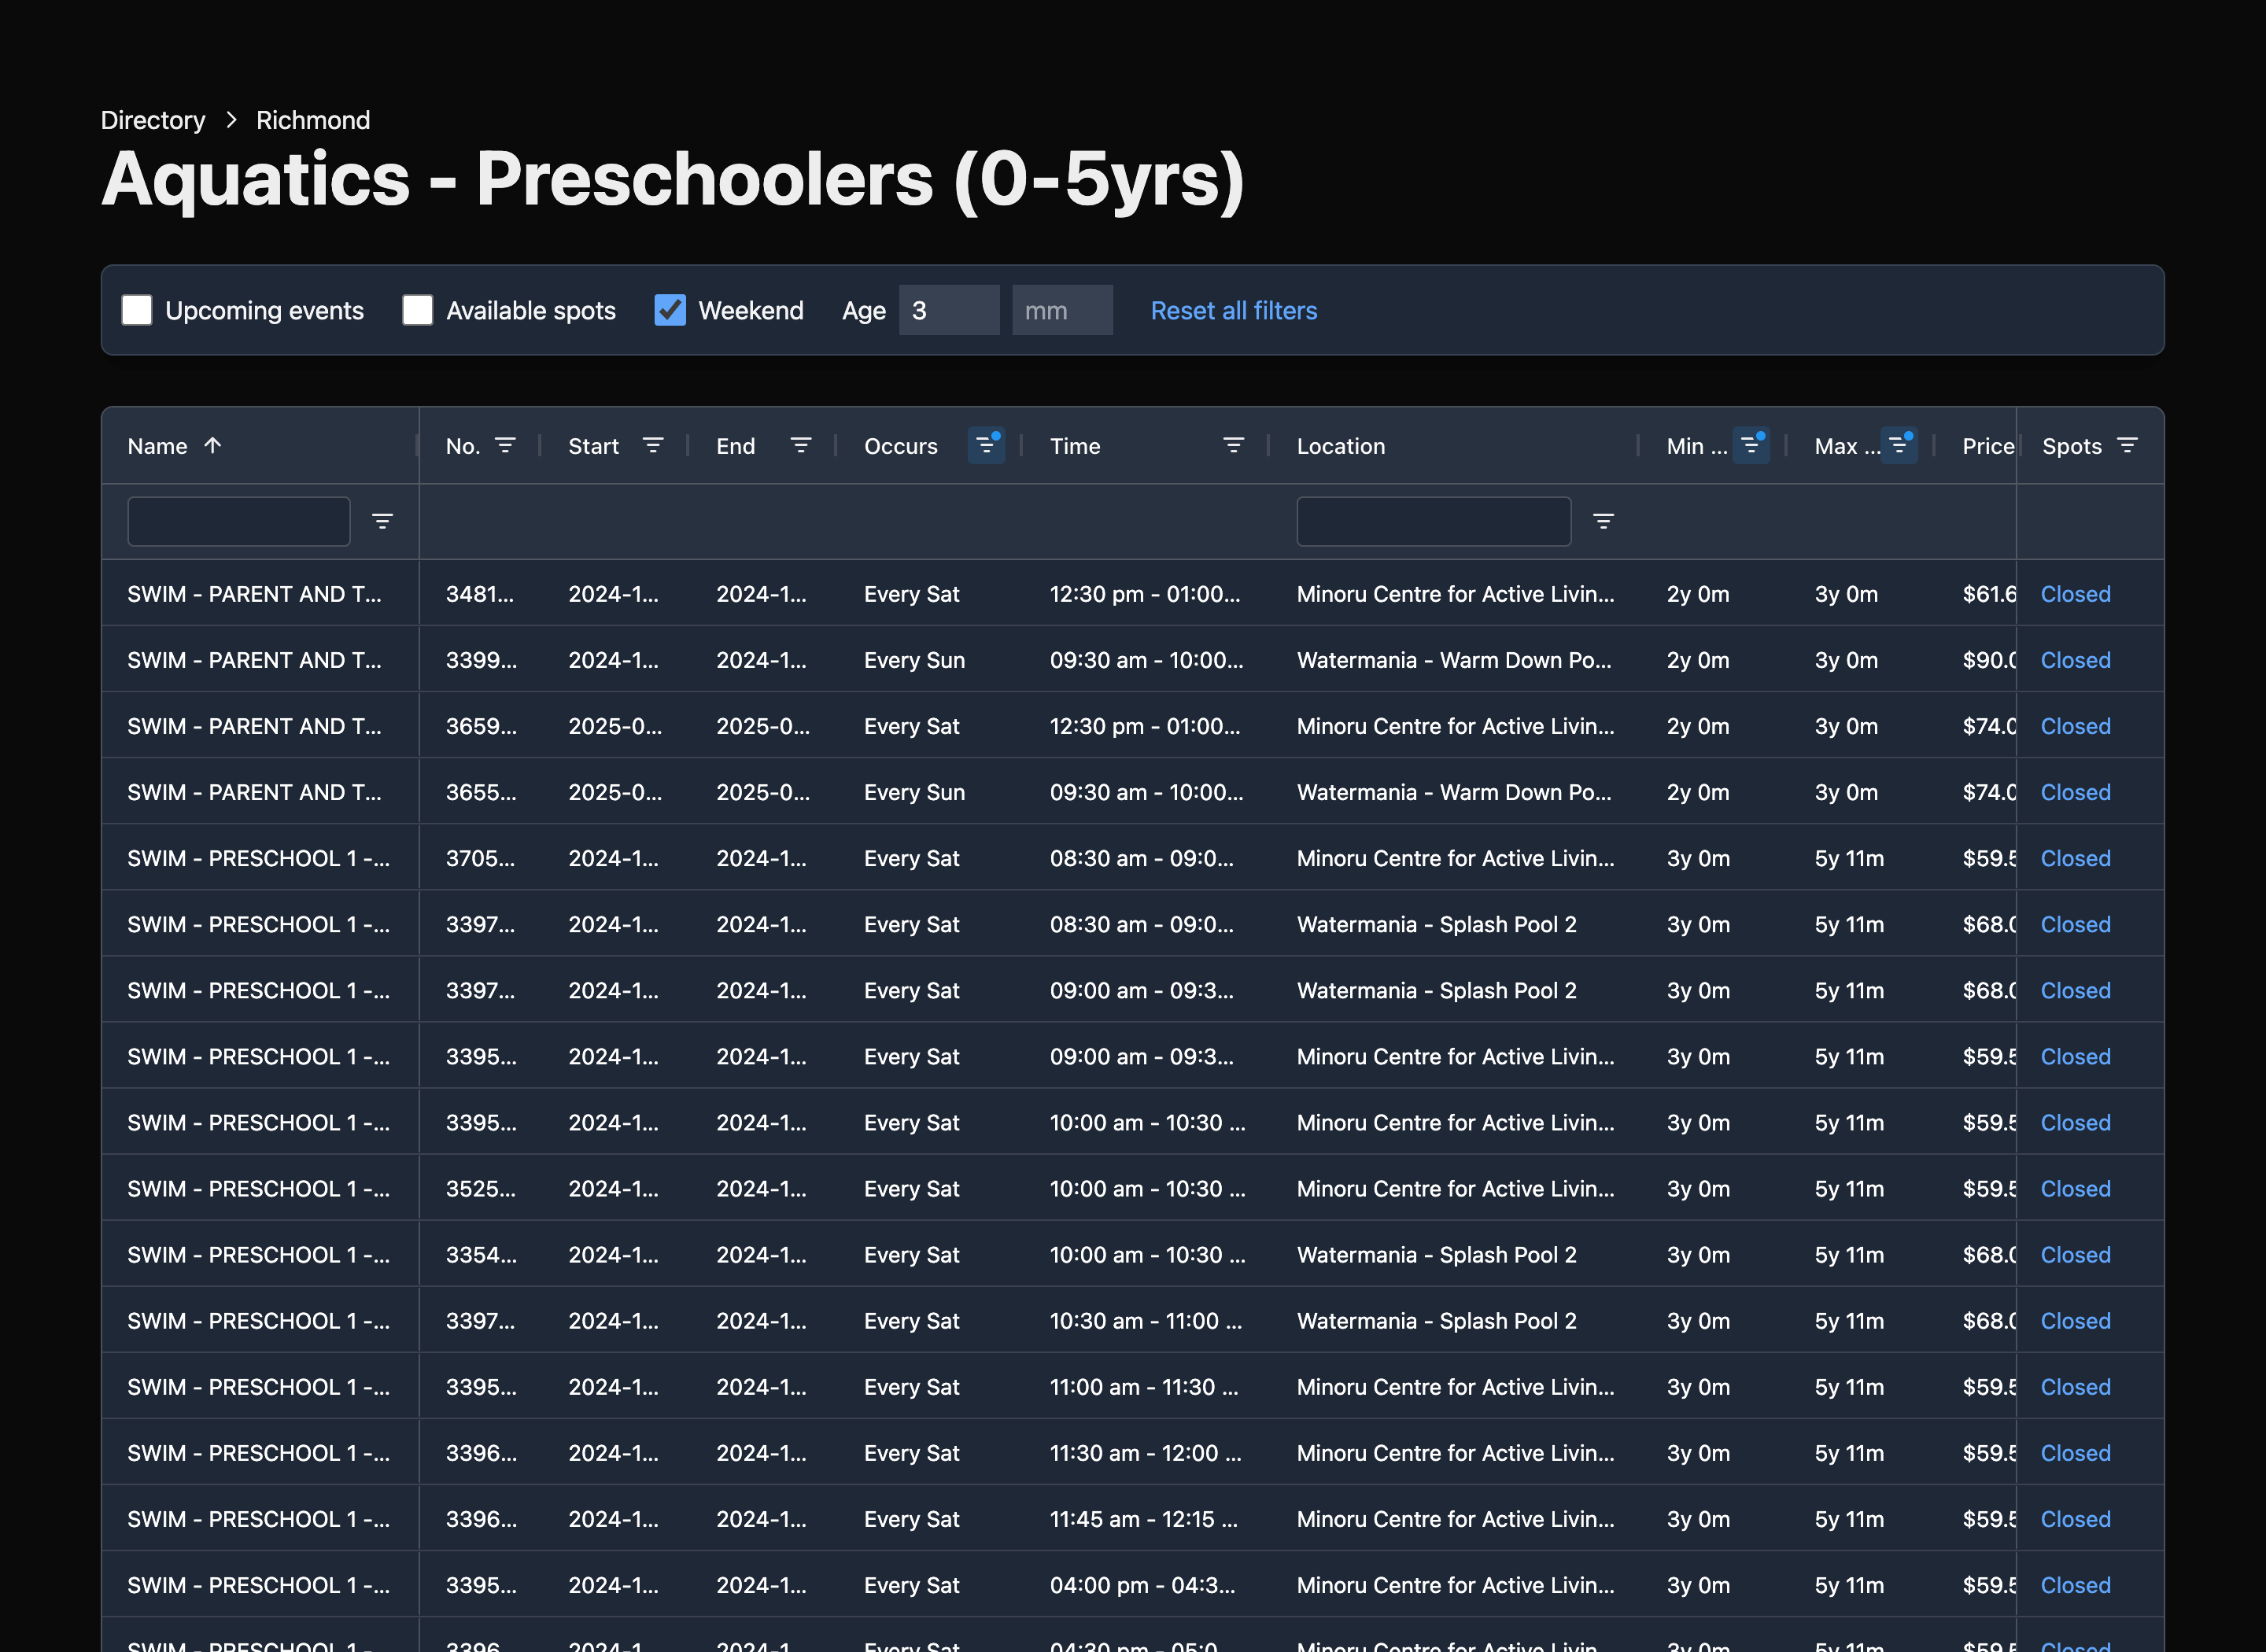 Directory > Richmond
Aquatics - Preschoolers (0-5yrs)
Upcoming events Available spots Weekend Age 3 mm Reset all filters
Name No. Start End Occurs Time Location Min ... Max ... Price Spots
SWIM - PARENT AND T... 3481... 2024-1... 2024-1... Every Sat 12:30 pm - 01:00... Minoru Centre for Active Livin... 2y 0m 3y 0m $61.6 Closed
SWIM - PARENT AND T... 3399... 2024-1... 2024-1... Every Sun 09:30 am - 10:00... Watermania - Warm Down Po... 2y 0m 3y 0m $90.0 Closed
SWIM - PARENT AND T... 3659... 2025-0... 2025-0... Every Sat 12:30 pm - 01:00... Minoru Centre for Active Livin... 2y 0m 3y 0m $74.0 Closed
SWIM - PARENT AND T... 3655... 2025-0... 2025-0... Every Sun 09:30 am - 10:00... Watermania - Warm Down Po... 2y 0m 3y 0m $74.0 Closed
SWIM - PRESCHOOL 1 -... 3705... 2024-1... 2024-1... Every Sat 08:30 am - 09:0... Minoru Centre for Active Livin... 3y 0m 5y 11m $59.5 Closed
SWIM - PRESCHOOL 1 -... 3397... 2024-1... 2024-1... Every Sat 08:30 am - 09:0... Watermania - Splash Pool 2 3y 0m 5y 11m $68.0 Closed
SWIM - PRESCHOOL 1 -... 3397... 2024-1... 2024-1... Every Sat 09:00 am - 09:3... Watermania - Splash Pool 2 3y 0m 5y 11m $68.0 Closed
SWIM - PRESCHOOL 1 -... 3395... 2024-1... 2024-1... Every Sat 09:00 am - 09:3... Minoru Centre for Active Livin... 3y 0m 5y 11m $59.5 Closed
SWIM - PRESCHOOL 1 -... 3395... 2024-1... 2024-1... Every Sat 10:00 am - 10:30 ... Minoru Centre for Active Livin... 3y 0m 5y 11m $59.5 Closed
SWIM - PRESCHOOL 1 -... 3525... 2024-1... 2024-1... Every Sat 10:00 am - 10:30 ... Minoru Centre for Active Livin... 3y 0m 5y 11m $59.5 Closed
SWIM - PRESCHOOL 1 -... 3354... 2024-1... 2024-1... Every Sat 10:00 am - 10:30 ... Watermania - Splash Pool 2 3y 0m 5y 11m $68.0 Closed
SWIM - PRESCHOOL 1 -... 3397... 2024-1... 2024-1... Every Sat 10:30 am - 11:00 ... Watermania - Splash Pool 2 3y 0m 5y 11m $68.0 Closed
SWIM - PRESCHOOL 1 -... 3395... 2024-1... 2024-1... Every Sat 11:00 am - 11:30 ... Minoru Centre for Active Livin... 3y 0m 5y 11m $59.5 Closed
SWIM - PRESCHOOL 1 -... 3396... 2024-1... 2024-1... Every Sat 11:30 am - 12:00 ... Minoru Centre for Active Livin... 3y 0m 5y 11m $59.5 Closed
SWIM - PRESCHOOL 1 -... 3396... 2024-1... 2024-1... Every Sat 11:45 am - 12:15 ... Minoru Centre for Active Livin... 3y 0m 5y 11m $59.5 Closed
SWIM - PRESCHOOL 1 -... 3395... 2024-1... 2024-1... Every Sat 04:00 pm - 04:3... Minoru Centre for Active Livin... 3y 0m 5y 11m $59.5 Closed
SWIM - PRESCHOOL 1 -... 3396... 2024-1... 2024-1... Every Sat 04:30 pm - 05:0... Minoru Centre for Active Livin... 3y 0m 5y 11m $59.5 Closed